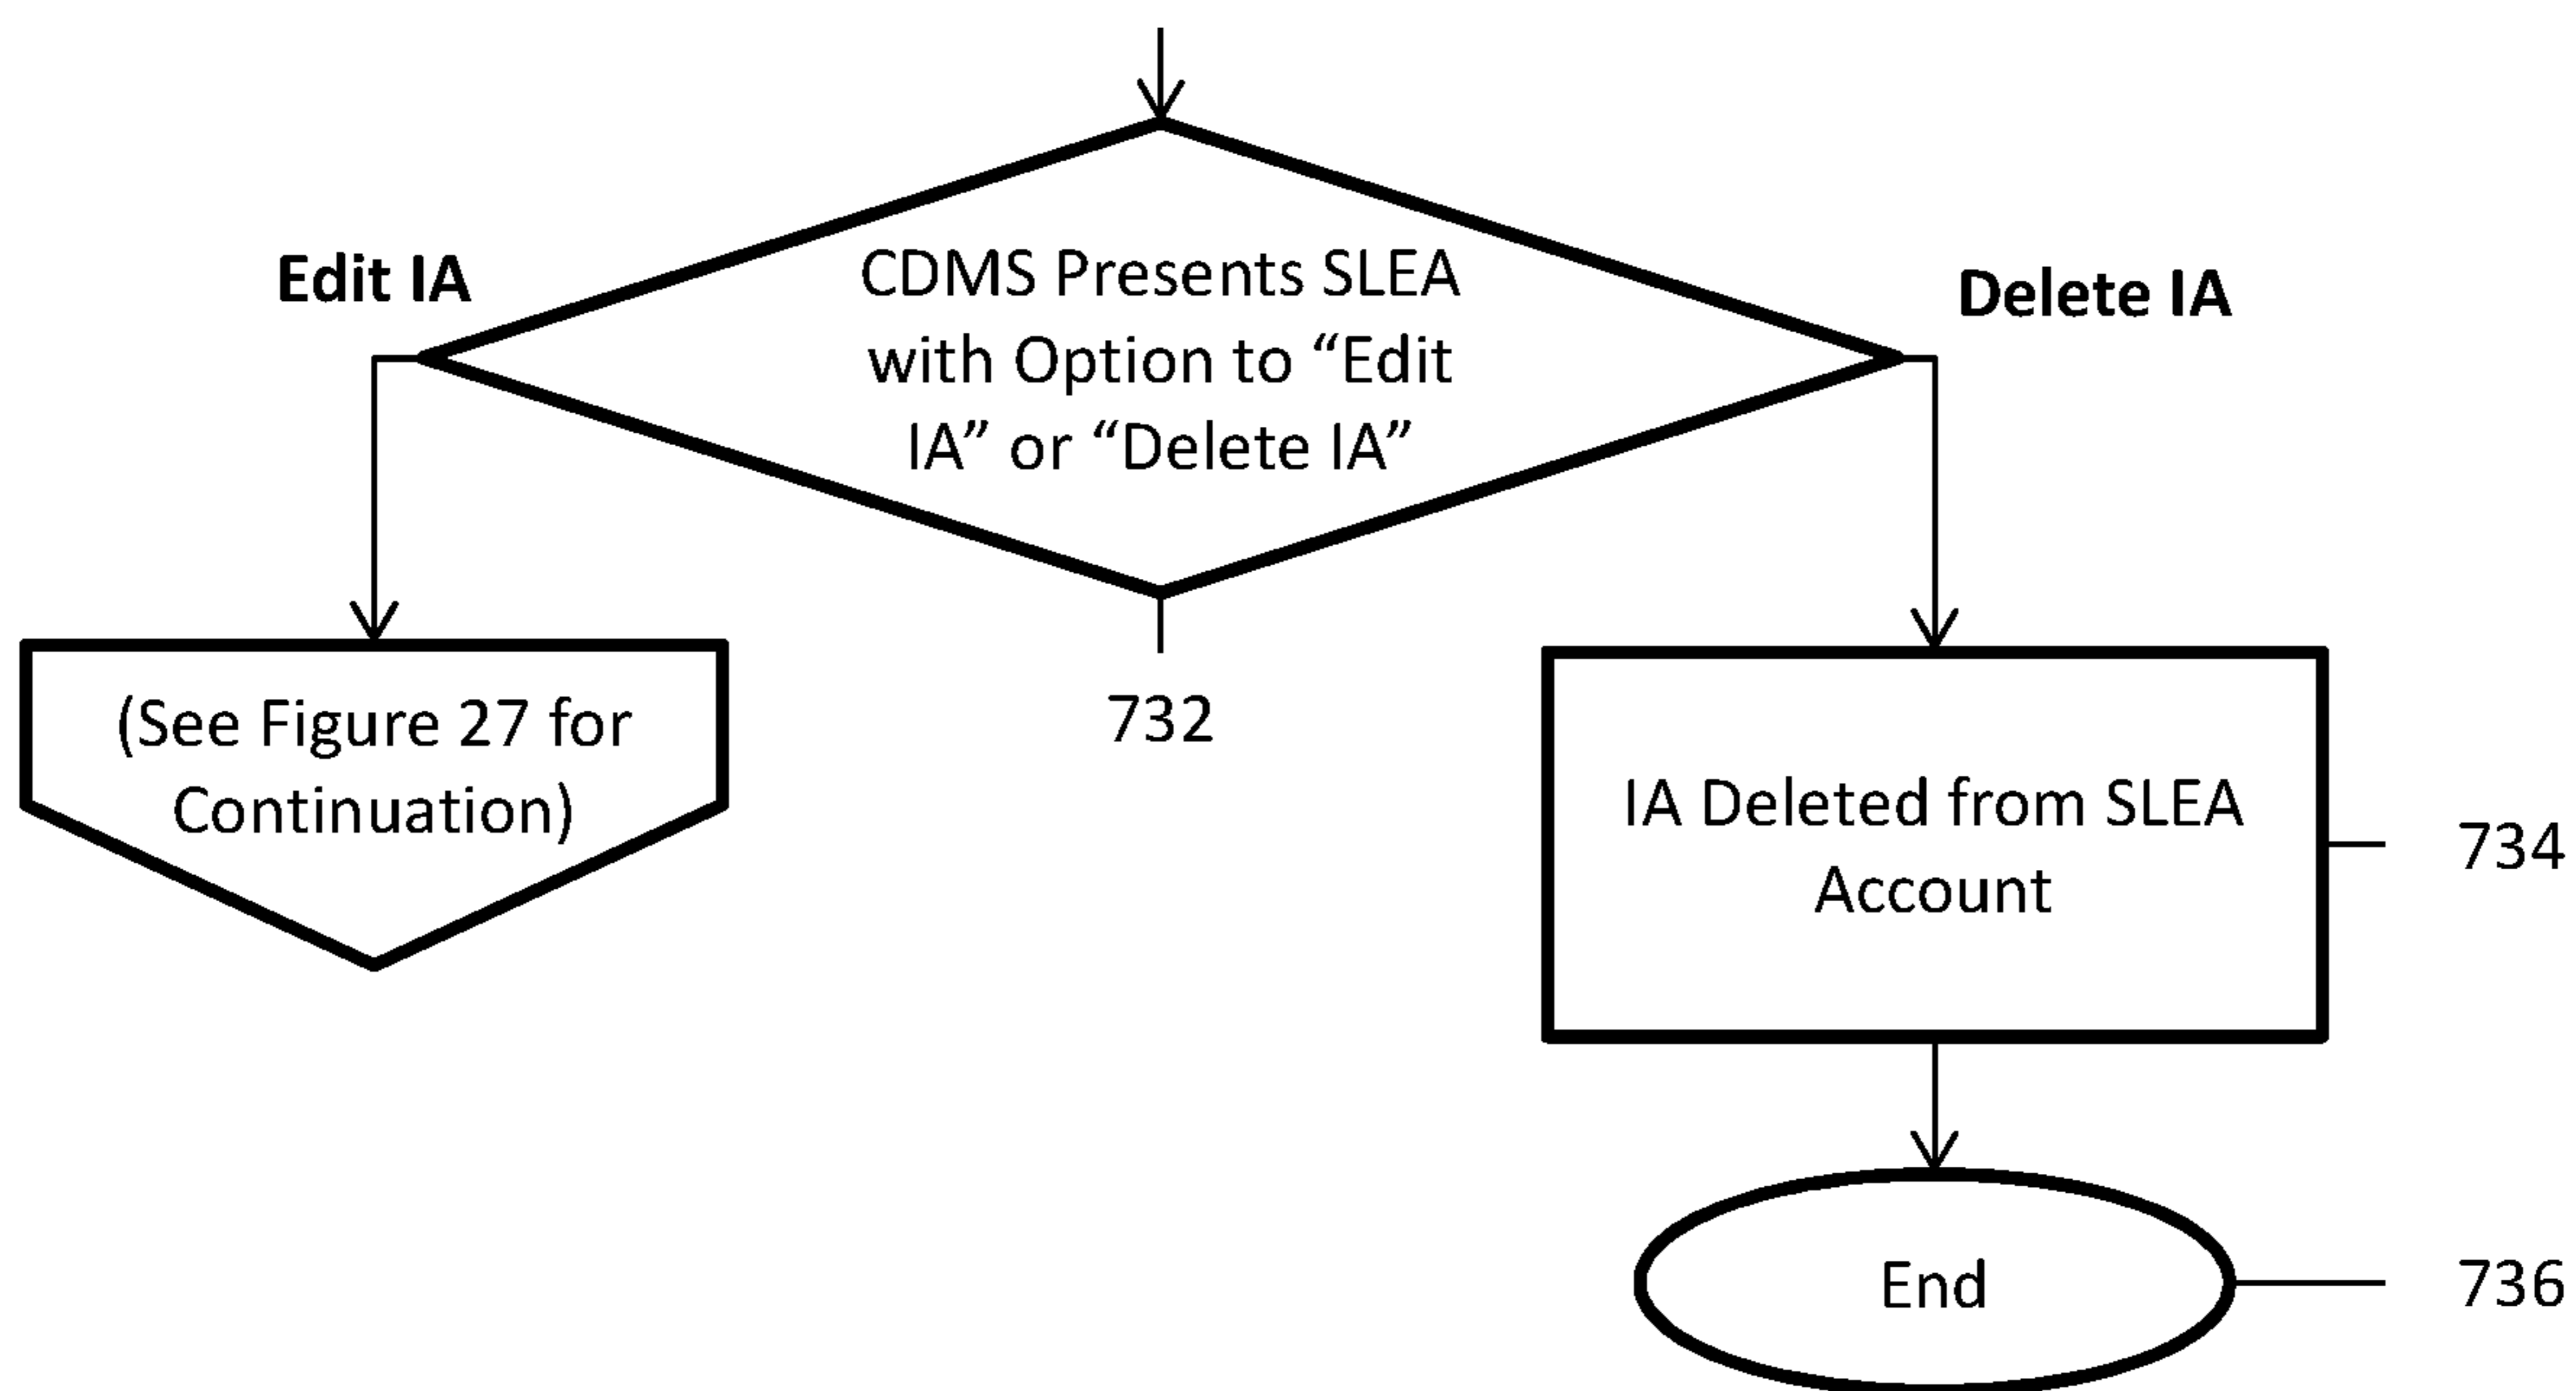 Edit IA
CDMS Presents SLEA
with Option to “Edit
IA” or “Delete IA”
Delete IA
732
(See Figure 27 for
Continuation)
IA Deleted from SLEA
Account
734
End
736